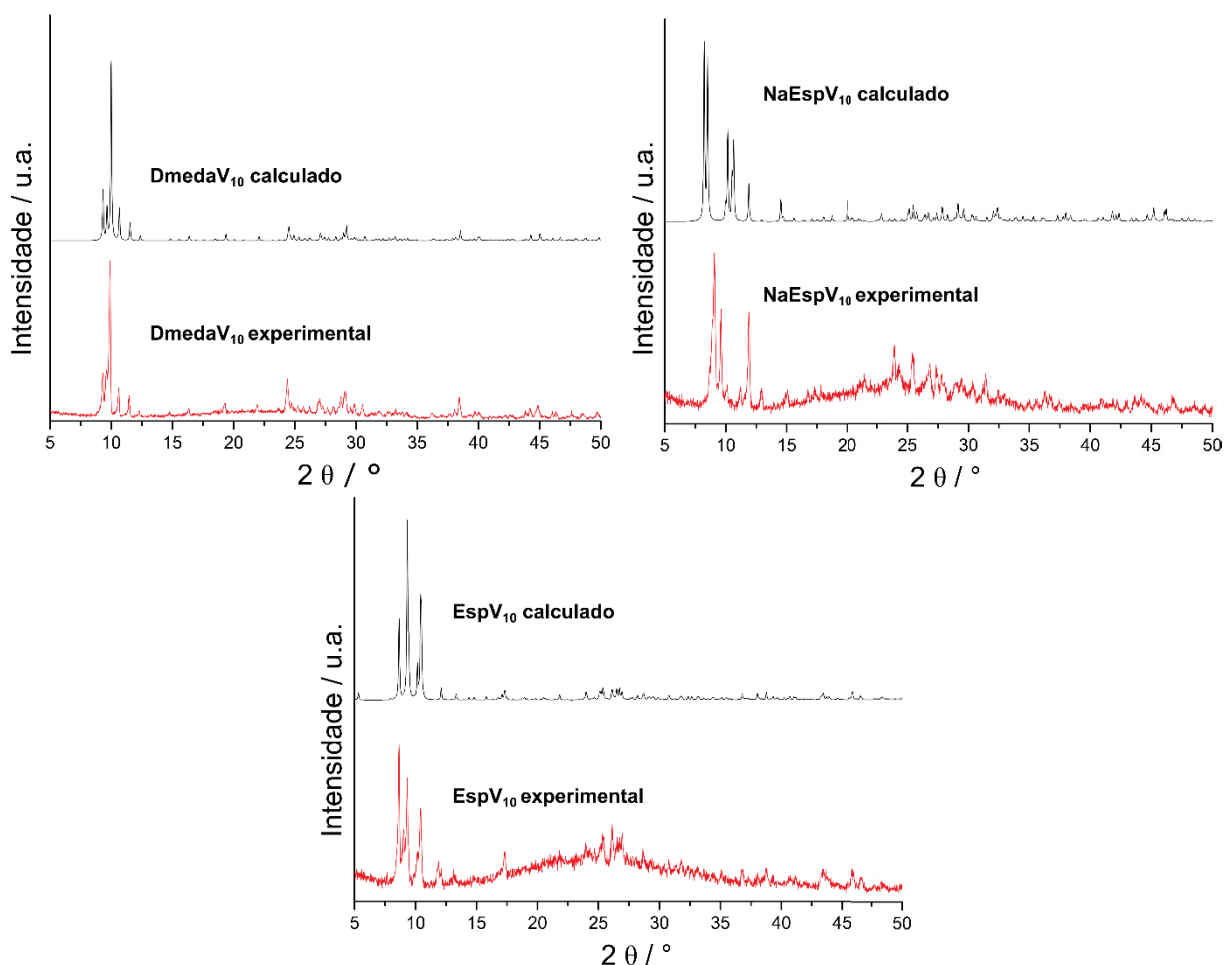 Intensidade / u.a.
DmedaV₁₀ calculado
DmedaV₁₀ experimental
5 10 15 20 25 30 35 40 45 50
2 θ / °
Intensidade / u.a.
NaEspV₁₀ calculado
NaEspV₁₀ experimental
5 10 15 20 25 30 35 40 45 50
2 θ / °
Intensidade / u.a.
EspV₁₀ calculado
EspV₁₀ experimental
5 10 15 20 25 30 35 40 45 50
2 θ / °